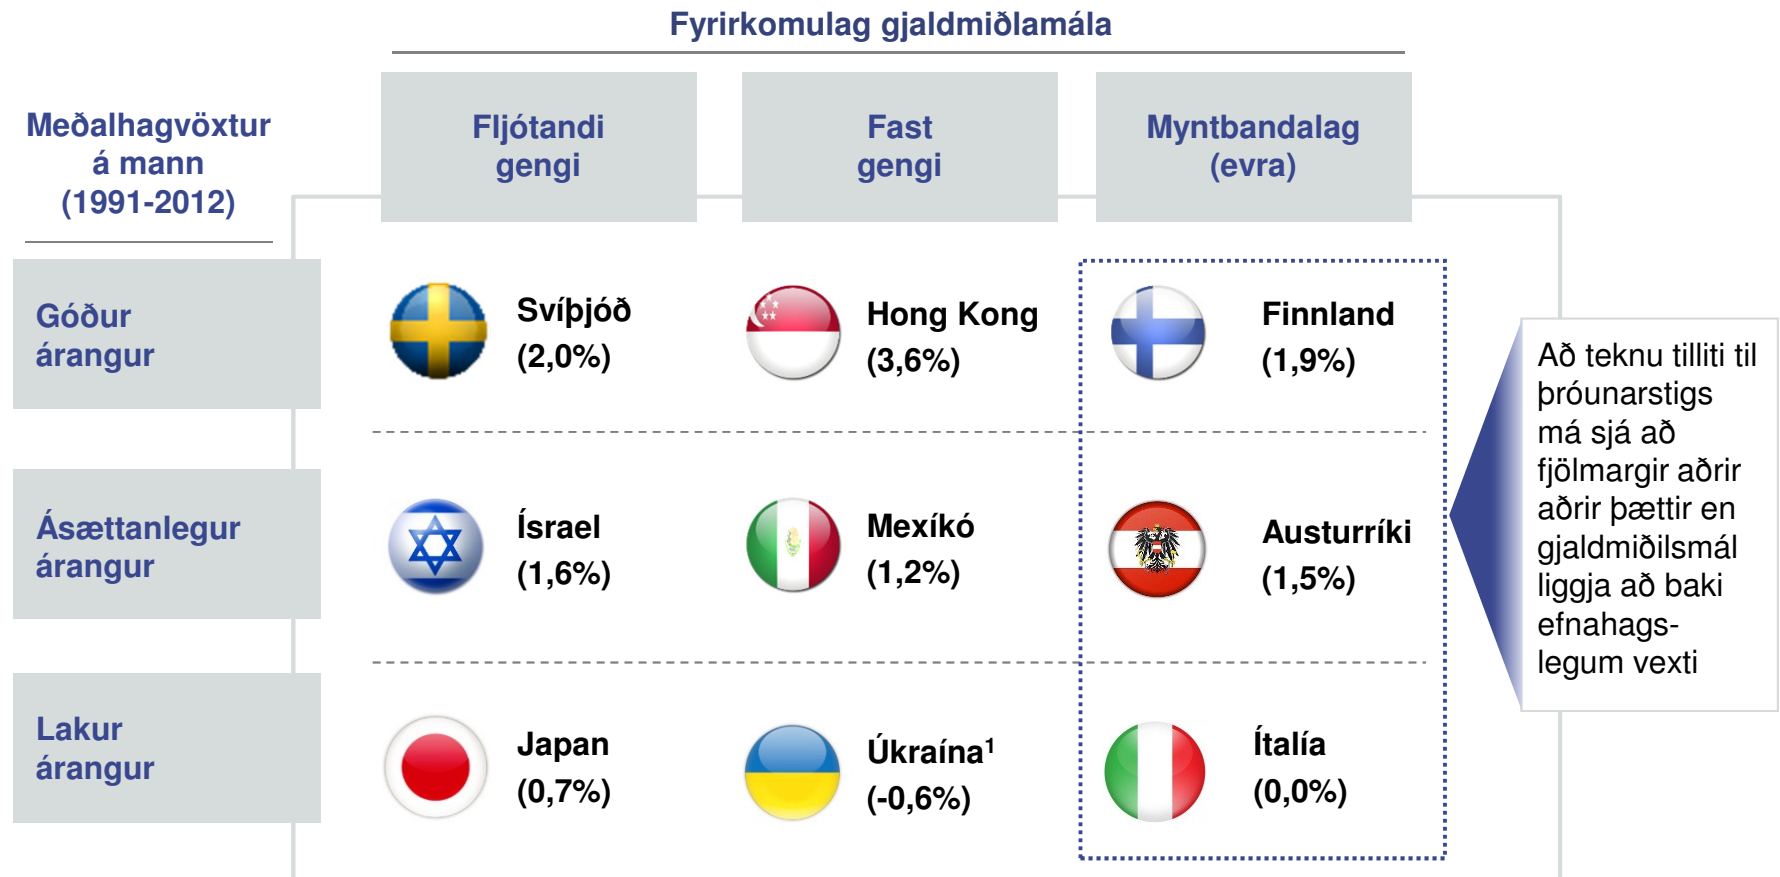 Fyrirkomulag gjaldmiðlamála
Meðalhagvöxtur
á mann
(1991-2012)
Fljótandi
gengi
Fast
gengi
Myntbandalag
(evra)
Góður
árangur
Svíþjóð
(2,0%)
Hong Kong
(3,6%)
Finnland
(1,9%)
Ásættanlegur
árangur
Ísrael
(1,6%)
Mexíkó
(1,2%)
Austurríki
(1,5%)
Lakur
árangur
Japan
(0,7%)
Úkraína¹
(-0,6%)
Ítalía
(0,0%)
Að teknu tilliti til
þróunarstigs
má sjá að
fjölmargir aðrir
aðrir þættir en
gjaldmiðilsmál
liggja að baki
efnahags-
legum vexti